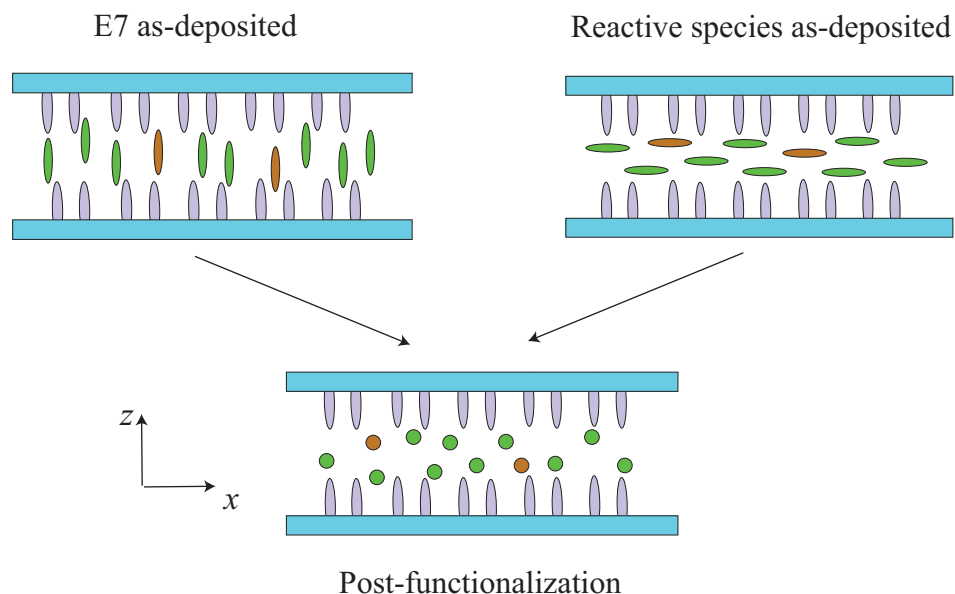 E7 as-deposited
Reactive species as-deposited
z
x
Post-functionalization